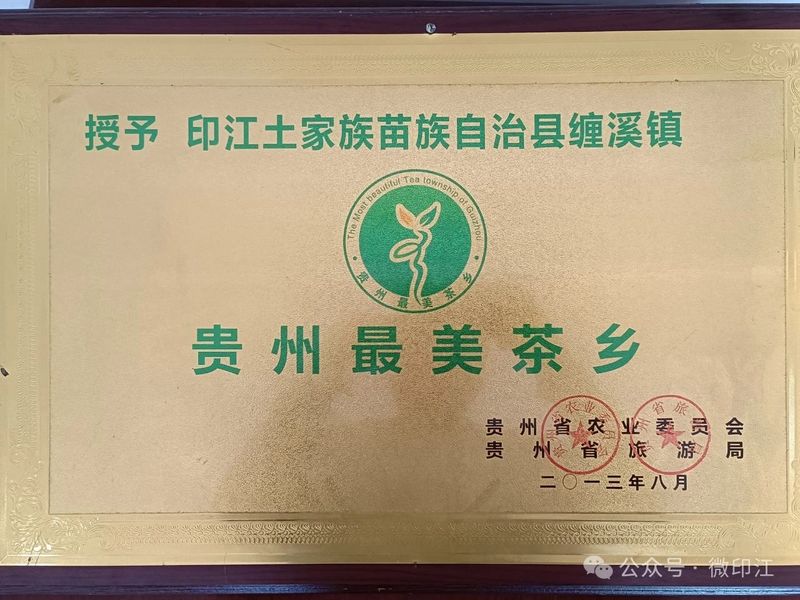 授予 印江土家族苗族自治县缠溪镇
The Most beautiful Tea township of Guizhou
·贵州最美茶乡·
贵州最美茶乡
贵州省农业委员会
贵州省旅游局
二〇一三年八月
公众号·微印江